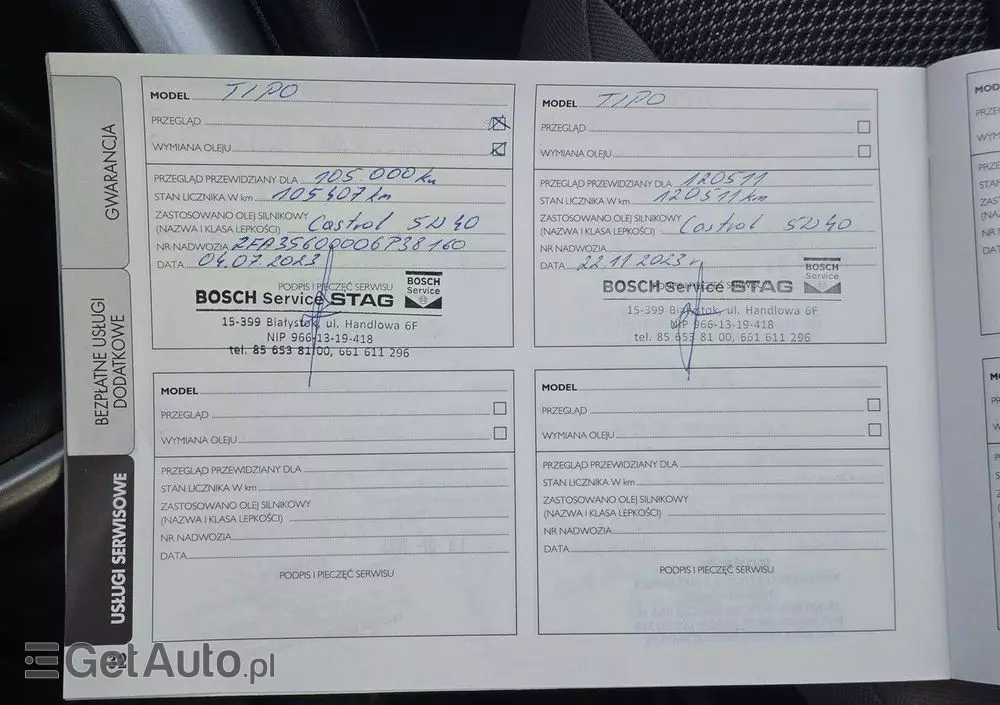 GWARANCJA
BEZPŁATNE USŁUGI
DODATKOWE
USŁUGI SERWISOWE
32
MODEL TIPO
PRZEGLĄD
WYMIANA OLEJU
PRZEGLĄD PRZEWIDZIANY DLA 105.000 km
STAN LICZNIKA W km 105407 km
ZASTOSOWANO OLEJ SILNIKOWY
(NAZWA I KLASA LEPKOŚCI) Castrol 5W40
NR NADWOZIA ZFA35600006P38160
DATA 04.07.2023
PODPIS I PIECZĘĆ SERWISU
BOSCH Service STAG
BOSCH
Service
15-399 Białystok, ul. Handlowa 6F
NIP 966-13-19-418
tel. 85 653 81 00, 661 611 296
MODEL TIPO
PRZEGLĄD
WYMIANA OLEJU
PRZEGLĄD PRZEWIDZIANY DLA 120511
STAN LICZNIKA W km 120511 km
ZASTOSOWANO OLEJ SILNIKOWY
(NAZWA I KLASA LEPKOŚCI) Castrol 5W40
NR NADWOZIA
DATA 22.11.2023 r
PODPIS I PIECZĘĆ SERWISU
BOSCH Service STAG
BOSCH
Service
15-399 Białystok, ul. Handlowa 6F
NIP 966-13-19-418
tel. 85 653 81 00, 661 611 296
MODEL
PRZEGLĄD
WYMIANA OLEJU
PRZEGLĄD PRZEWIDZIANY DLA
STAN LICZNIKA W km
ZASTOSOWANO OLEJ SILNIKOWY
(NAZWA I KLASA LEPKOŚCI)
NR NADWOZIA
DATA
PODPIS I PIECZĘĆ SERWISU
MODEL
PRZEGLĄD
WYMIANA OLEJU
PRZEGLĄD PRZEWIDZIANY DLA
STAN LICZNIKA W km
ZASTOSOWANO OLEJ SILNIKOWY
(NAZWA I KLASA LEPKOŚCI)
NR NADWOZIA
DATA
PODPIS I PIECZĘĆ SERWISU
GetAuto.pl